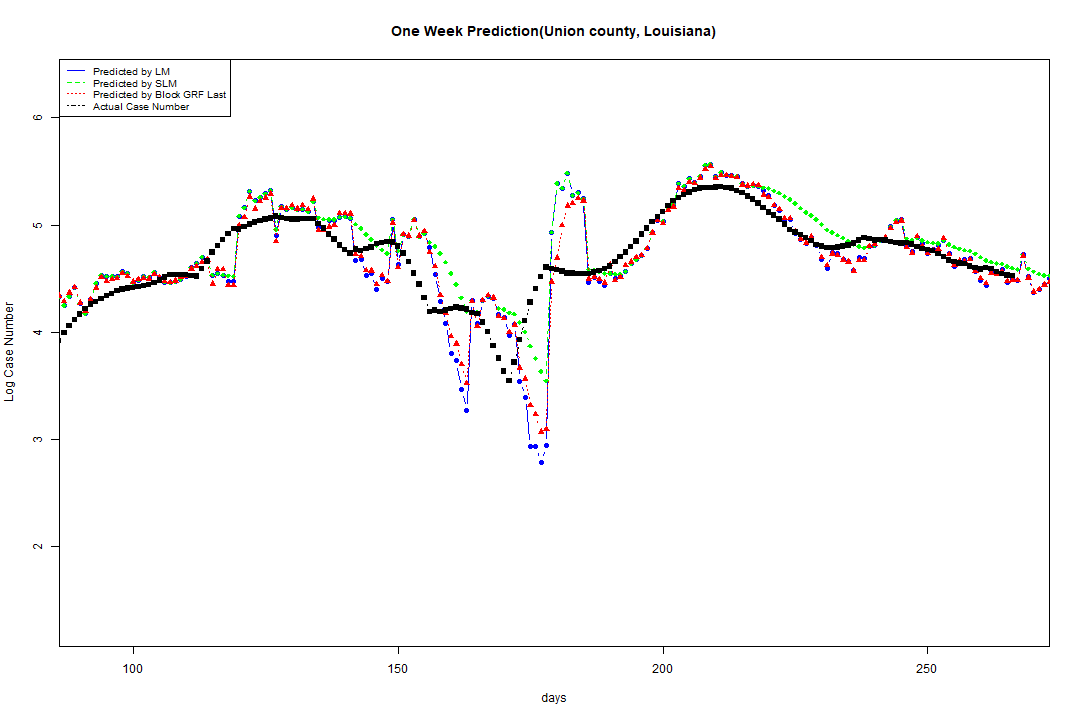 One Week Prediction(Union county, Louisiana)
Predicted by LM
Predicted by SLM
Predicted by Block GRF Last
Actual Case Number
6
5
4
3
2
Log Case Number
100 150 200 250
days